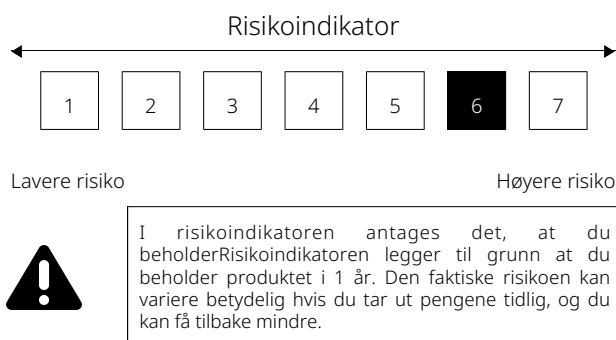 Risikoindikator
1 2 3 4 5 6 7
Lavere risiko Høyere risiko
I risikoindikatoren antages det, at du
beholderRisikoindikatoren legger til grunn at du
beholder produktet i 1 år. Den faktiske risikoen kan
variere betydelig hvis du tar ut pengene tidlig, og du
kan få tilbake mindre.